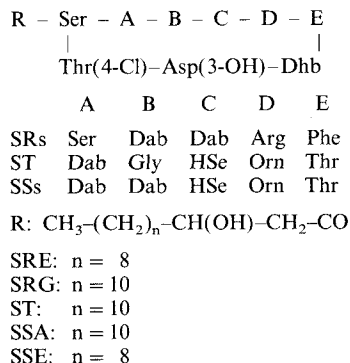 R – Ser – A – B – C – D – E
| |
Thr(4-Cl)–Asp(3-OH)–Dhb
A B C D E
SRs Ser Dab Dab Arg Phe
ST Dab Gly HSe Orn Thr
SSs Dab Dab HSe Orn Thr
R: CH₃–(CH₂)ₙ–CH(OH)–CH₂–CO
SRE: n = 8
SRG: n = 10
ST: n = 10
SSA: n = 10
SSE: n = 8